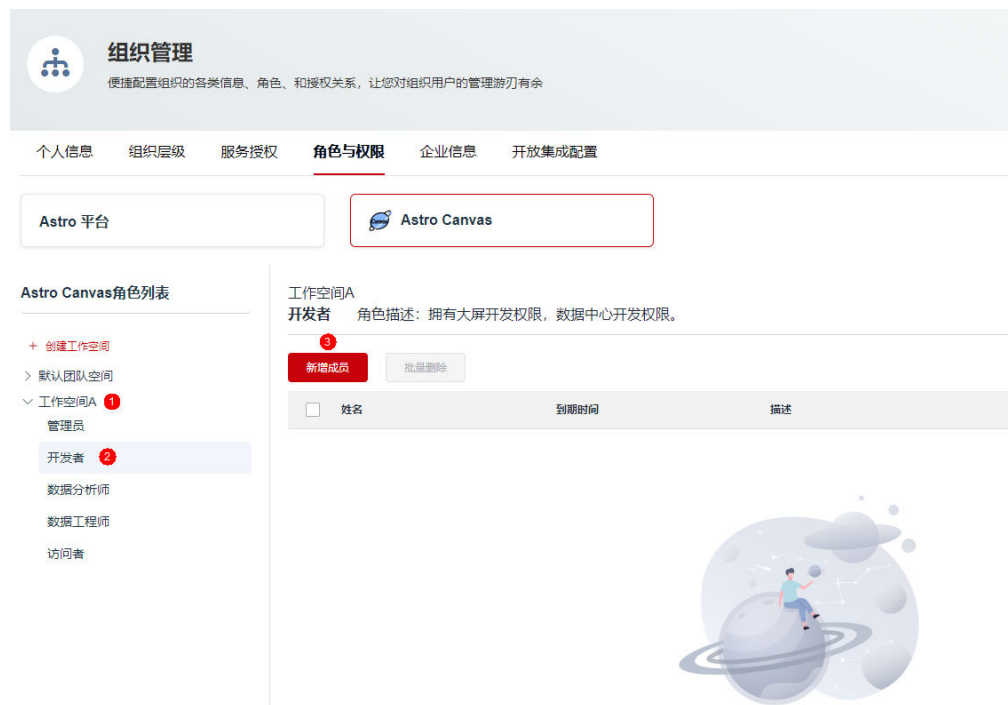 组织管理
便捷配置组织的各类信息、角色、和授权关系，让您对组织用户的管理游刃有余
个人信息 组织层级 服务授权 角色与权限 企业信息 开放集成配置
Astro 平台
Canvas Astro Canvas
Astro Canvas角色列表
+ 创建工作空间
默认团队空间
工作空间A 1
管理员
开发者 2
数据分析师
数据工程师
访问者
工作空间A
开发者 角色描述：拥有大屏开发权限，数据中心开发权限。
3
新增成员 批量删除
姓名 到期时间 描述